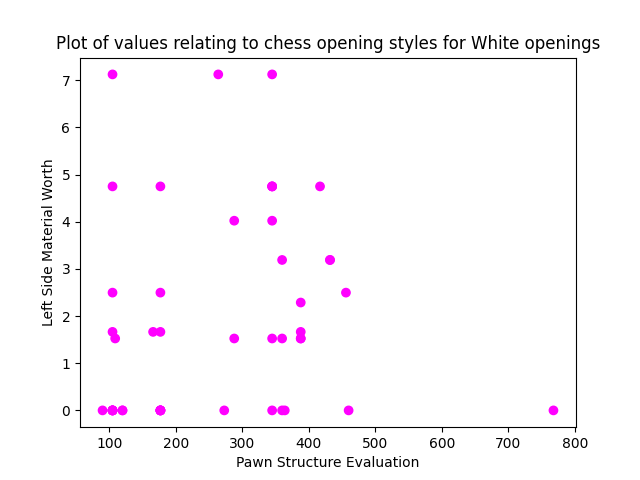 Plot of values relating to chess opening styles for White openings
7
6
5
4
3
2
1
0
Left Side Material Worth
100 200 300 400 500 600 700 800
Pawn Structure Evaluation